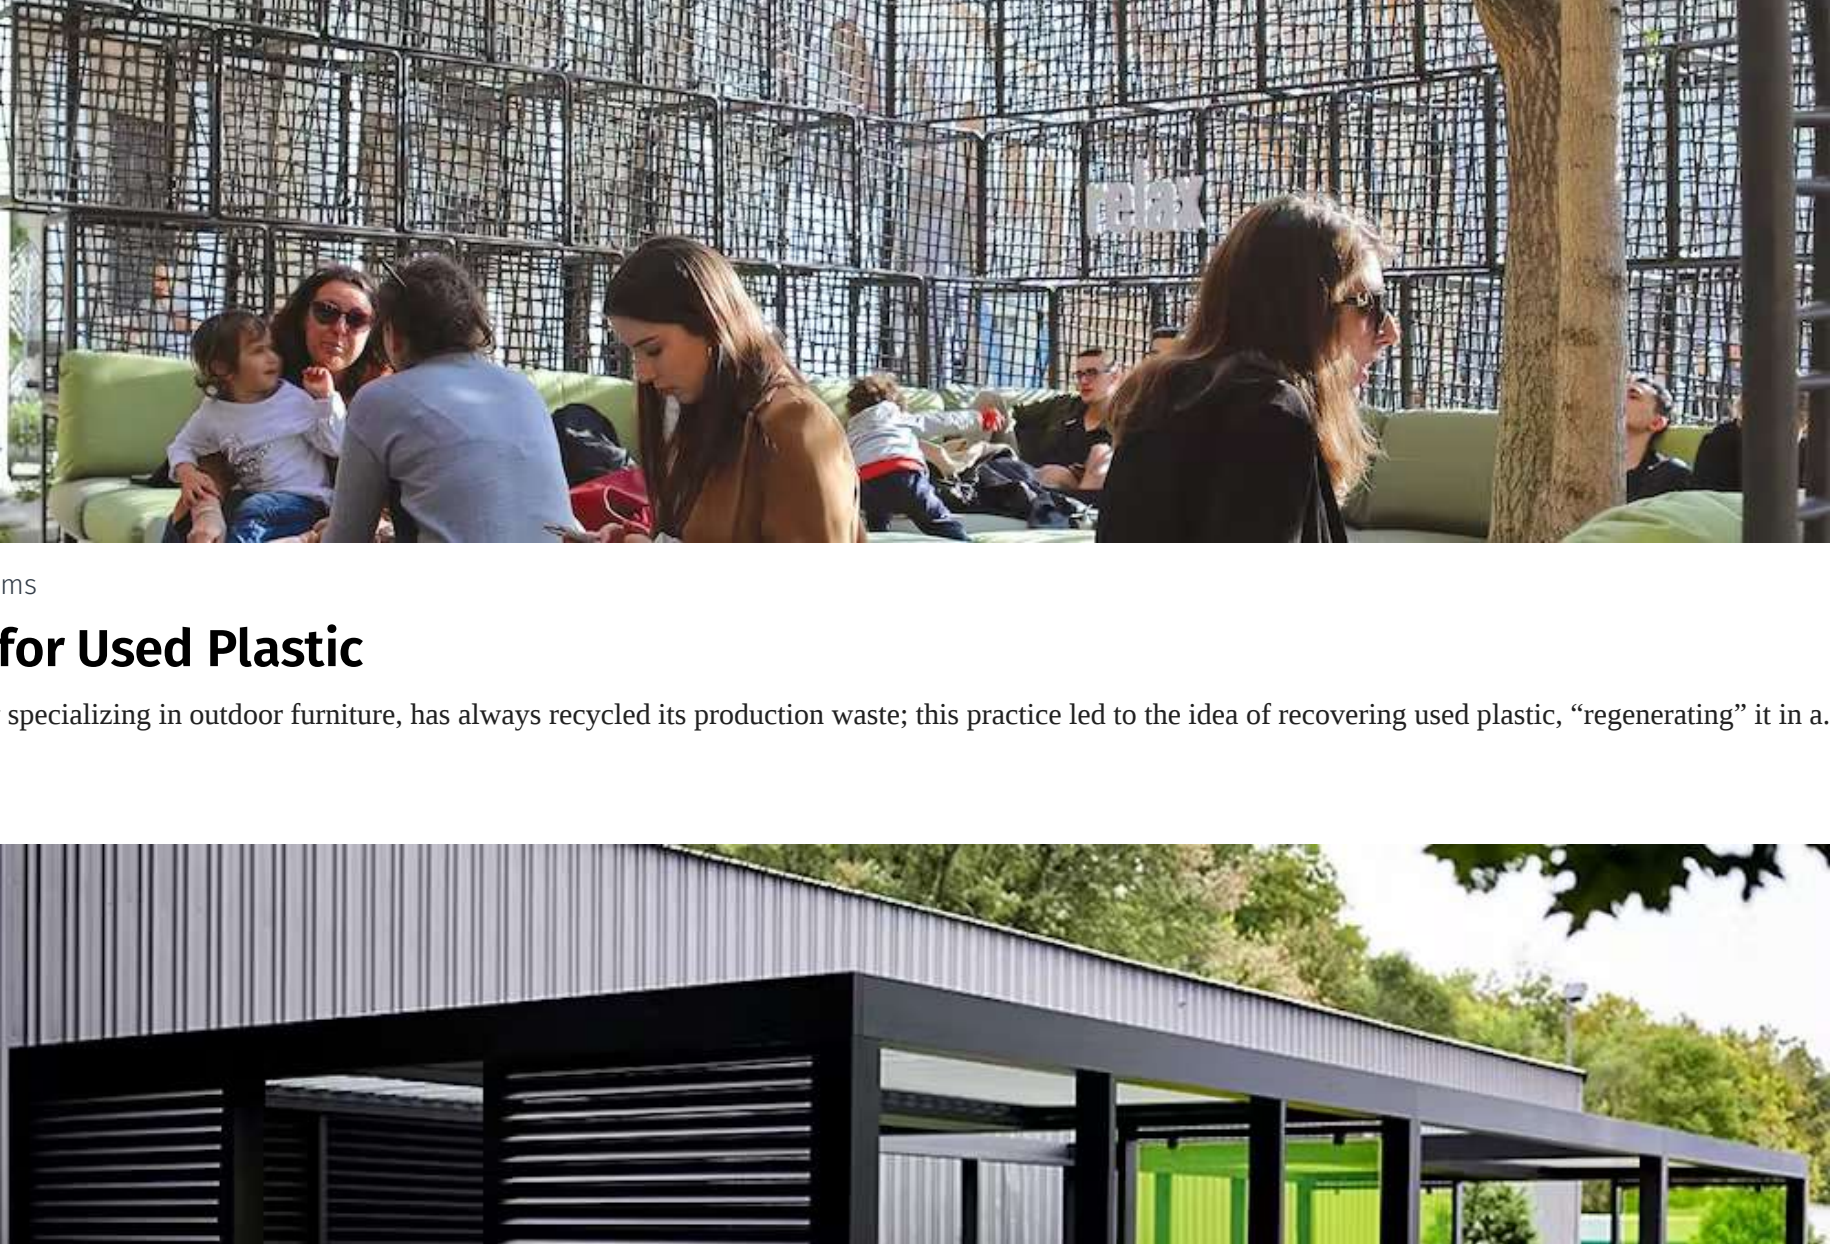 relax
ms
for Used Plastic
specializing in outdoor furniture, has always recycled its production waste; this practice led to the idea of recovering used plastic, “regenerating” it in a.